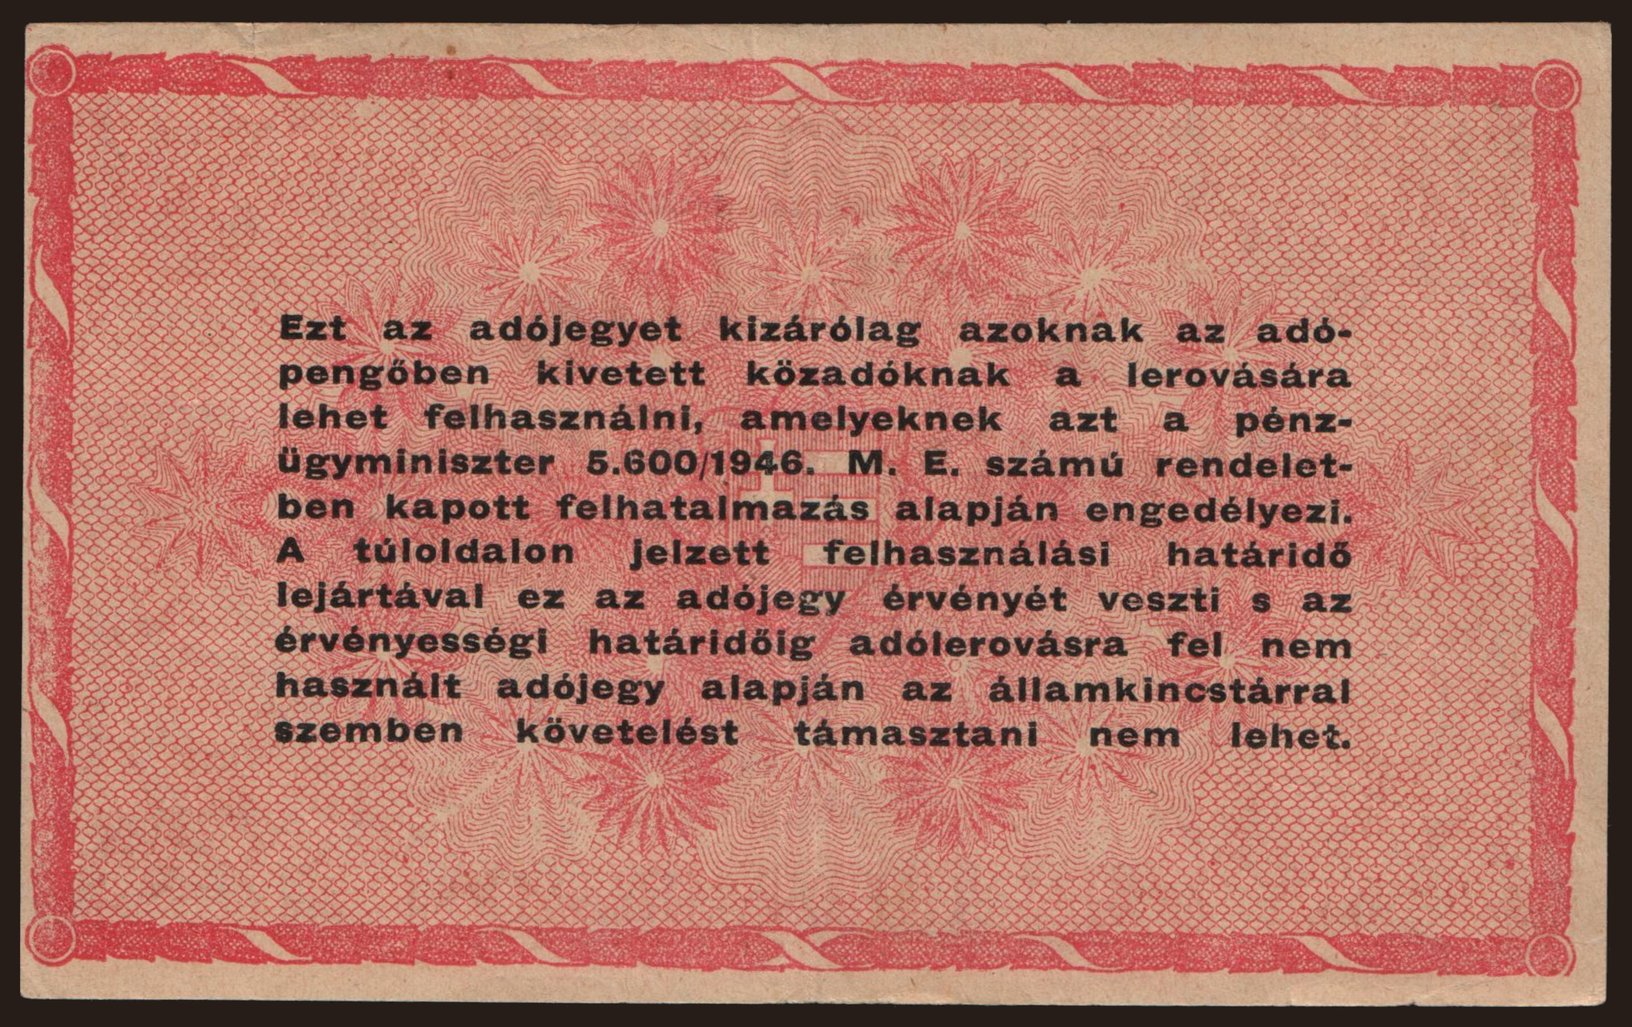 Ezt az adójegyet kizárólag azoknak az adó-
pengőben kivetett közadóknak a lerovására
lehet felhasználni, amelyeknek azt a pénz-
ügyminiszter 5.600/1946. M. E. számú rendelet-
ben kapott felhatalmazás alapján engedélyezi.
A túloldalon jelzett felhasználási határidő
lejártával ez az adójegy érvényét veszti s az
érvényességi határidőig adólerovásra fel nem
használt adójegy alapján az államkincstárral
szemben követelést támasztani nem lehet.